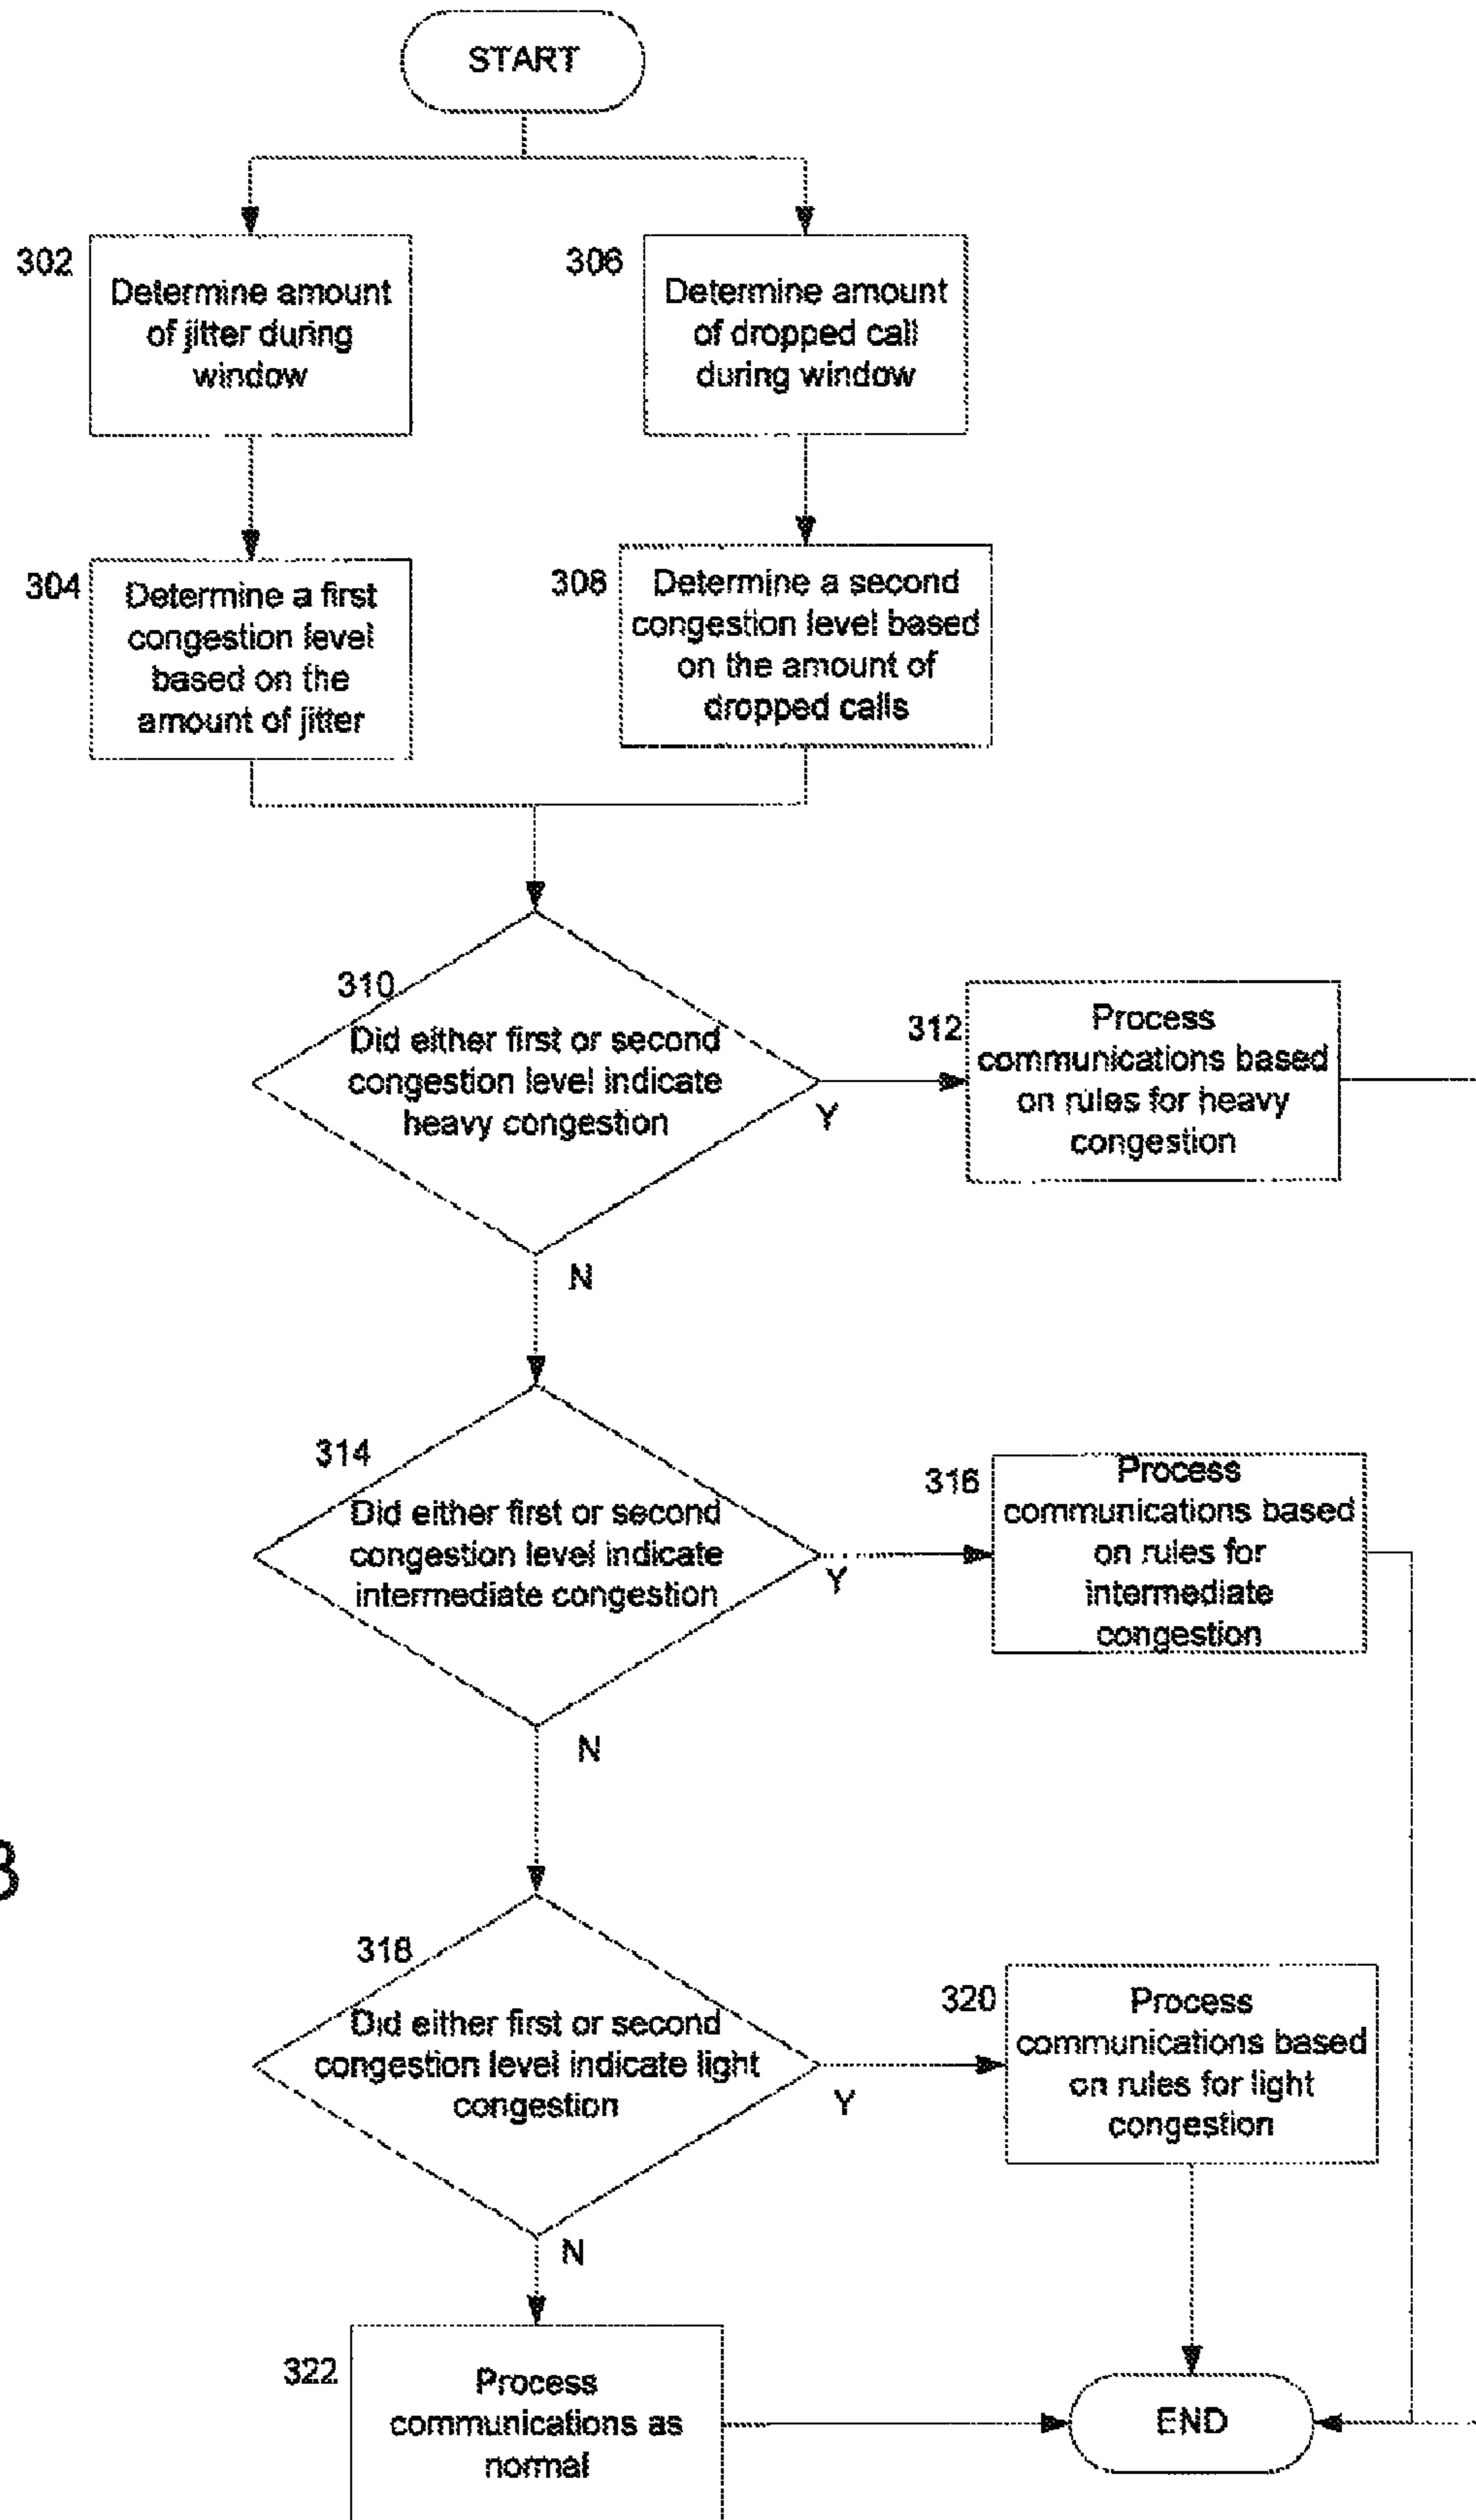 START
302
Determine amount
of jitter during
window
306
Determine amount
of dropped call
during window
304
Determine a first
congestion level
based on the
amount of jitter
308
Determine a second
congestion level based
on the amount of
dropped calls
310
Did either first or second
congestion level indicate
heavy congestion
Y
N
312
Process
communications based
on rules for heavy
congestion
314
Did either first or second
congestion level indicate
intermediate congestion
Y
N
316
Process
communications based
on rules for
intermediate
congestion
3
318
Did either first or second
congestion level indicate light
congestion
Y
N
320
Process
communications based
on rules for light
congestion
322
Process
communications as
normal
END